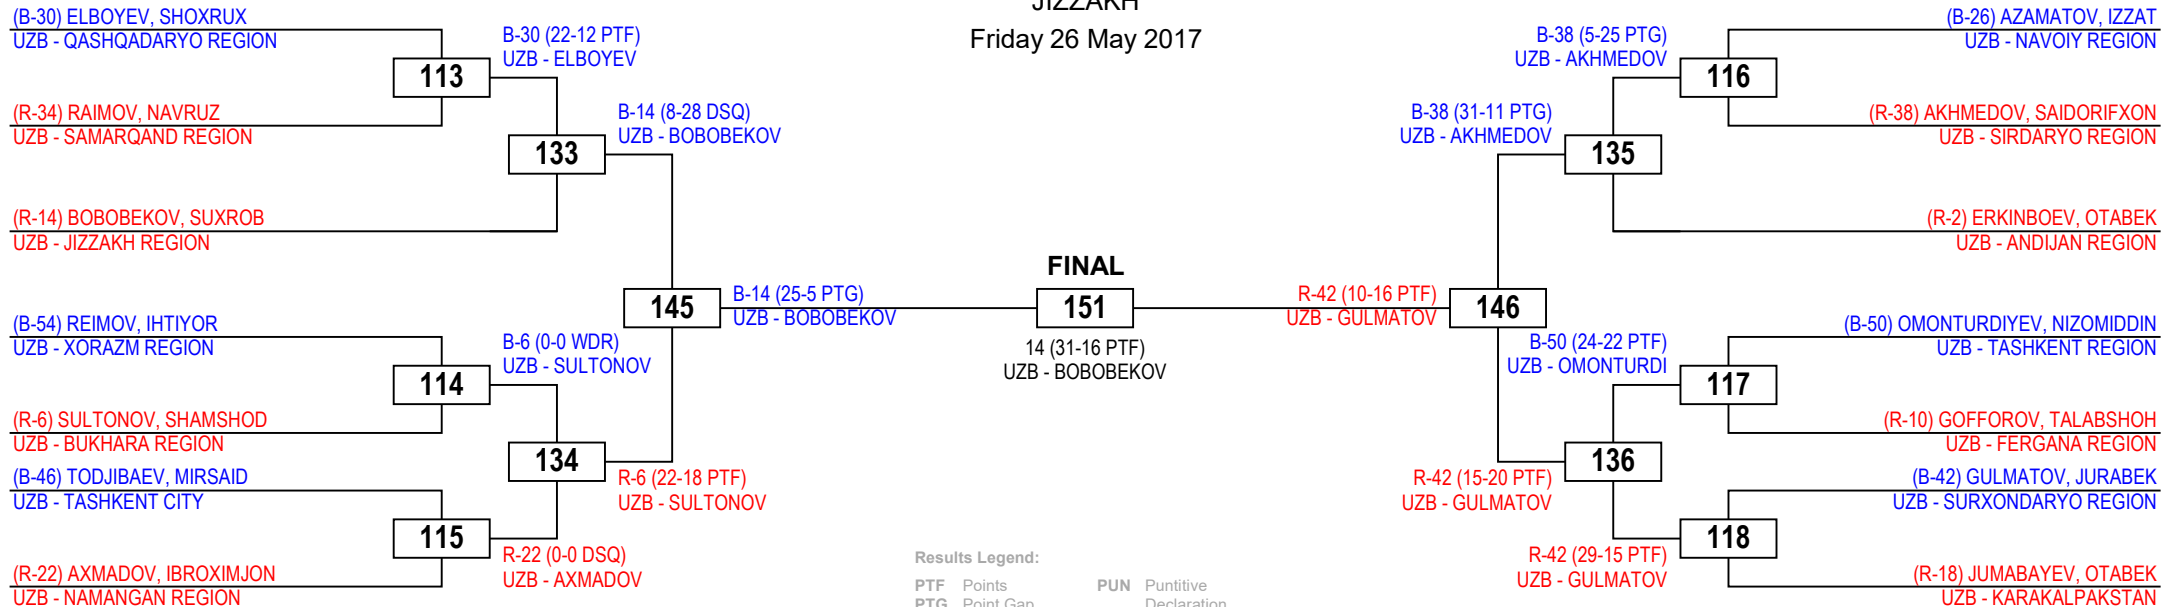 JIZZAKH
Friday 26 May 2017
(B-30) ELBOYEV, SHOXRUX
UZB - QASHQADARYO REGION
B-30 (22-12 PTF)
UZB - ELBOYEV
113
(R-34) RAIMOV, NAVRUZ
UZB - SAMARQAND REGION
B-14 (8-28 DSQ)
UZB - BOBOBEKOV
133
(R-14) BOBOBEKOV, SUXROB
UZB - JIZZAKH REGION
145
B-14 (25-5 PTG)
UZB - BOBOBEKOV
(B-54) REIMOV, IHTIYOR
UZB - XORAZM REGION
B-6 (0-0 WDR)
UZB - SULTONOV
114
(R-6) SULTONOV, SHAMSHOD
UZB - BUKHARA REGION
134
R-6 (22-18 PTF)
UZB - SULTONOV
(B-46) TODJIBAEV, MIRSAID
UZB - TASHKENT CITY
115
R-22 (0-0 DSQ)
UZB - AXMADOV
(R-22) AXMADOV, IBROXIMJON
UZB - NAMANGAN REGION
FINAL
151
14 (31-16 PTF)
UZB - BOBOBEKOV
(B-26) AZAMATOV, IZZAT
UZB - NAVOIY REGION
B-38 (5-25 PTG)
UZB - AKHMEDOV
116
(R-38) AKHMEDOV, SAIDORIFXON
UZB - SIRDARYO REGION
B-38 (31-11 PTG)
UZB - AKHMEDOV
135
(R-2) ERKINBOEV, OTABEK
UZB - ANDIJAN REGION
R-42 (10-16 PTF)
UZB - GULMATOV
146
(B-50) OMONTURDIYEV, NIZOMIDDIN
UZB - TASHKENT REGION
B-50 (24-22 PTF)
UZB - OMONTURDI
117
(R-10) GOFFOROV, TALABSHOH
UZB - FERGANA REGION
136
R-42 (15-20 PTF)
UZB - GULMATOV
(B-42) GULMATOV, JURABEK
UZB - SURXONDARYO REGION
118
R-42 (29-15 PTF)
UZB - GULMATOV
(R-18) JUMABAYEV, OTABEK
UZB - KARAKALPAKSTAN
Results Legend:
PTF Points PUN Puntitive
PTG Point Gap Declaration